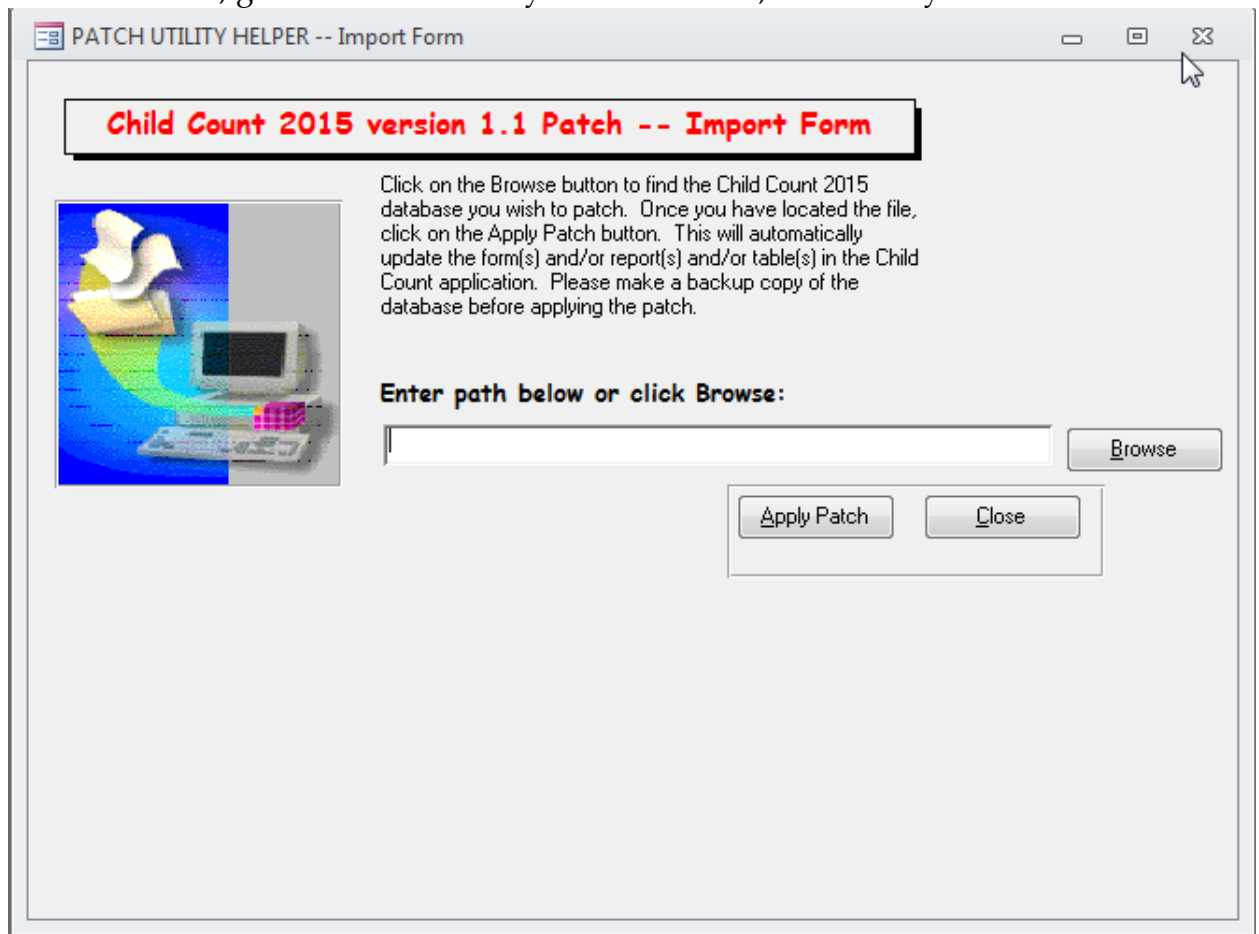 PATCH UTILITY HELPER -- Import Form
Child Count 2015 version 1.1 Patch -- Import Form
Click on the Browse button to find the Child Count 2015
database you wish to patch.  Once you have located the file,
click on the Apply Patch button.  This will automatically
update the form(s) and/or report(s) and/or table(s) in the Child
Count application.  Please make a backup copy of the
database before applying the patch.
Enter path below or click Browse:
Browse
Apply Patch
Close